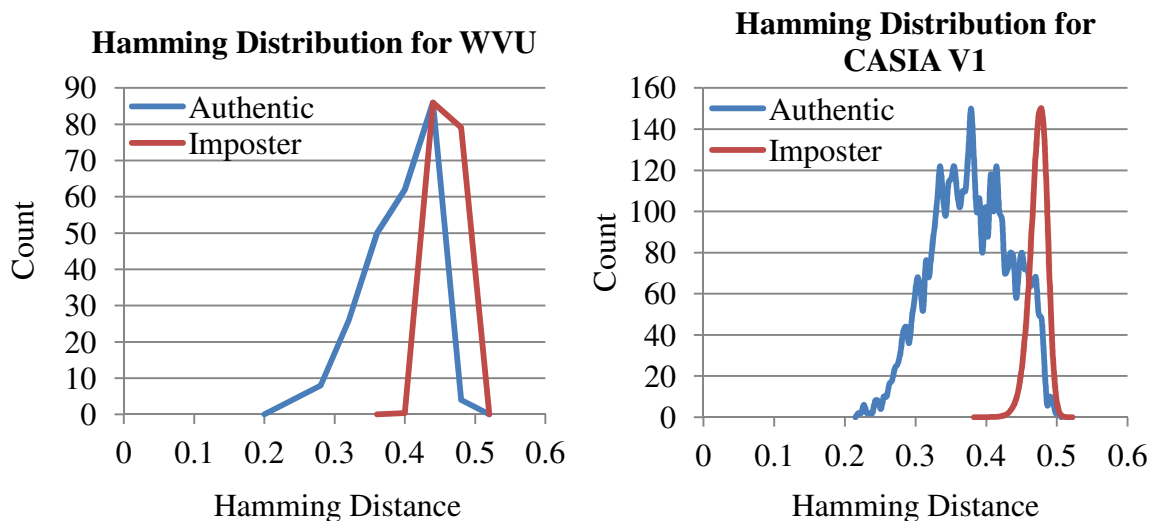 Hamming Distribution for WVU
90
80
70
60
50
40
30
20
10
0
Count
Authentic
Imposter
0 0.1 0.2 0.3 0.4 0.5 0.6
Hamming Distance
Hamming Distribution for
CASIA V1
160
140
120
100
80
60
40
20
0
Count
Authentic
Imposter
0 0.1 0.2 0.3 0.4 0.5 0.6
Hamming Distance